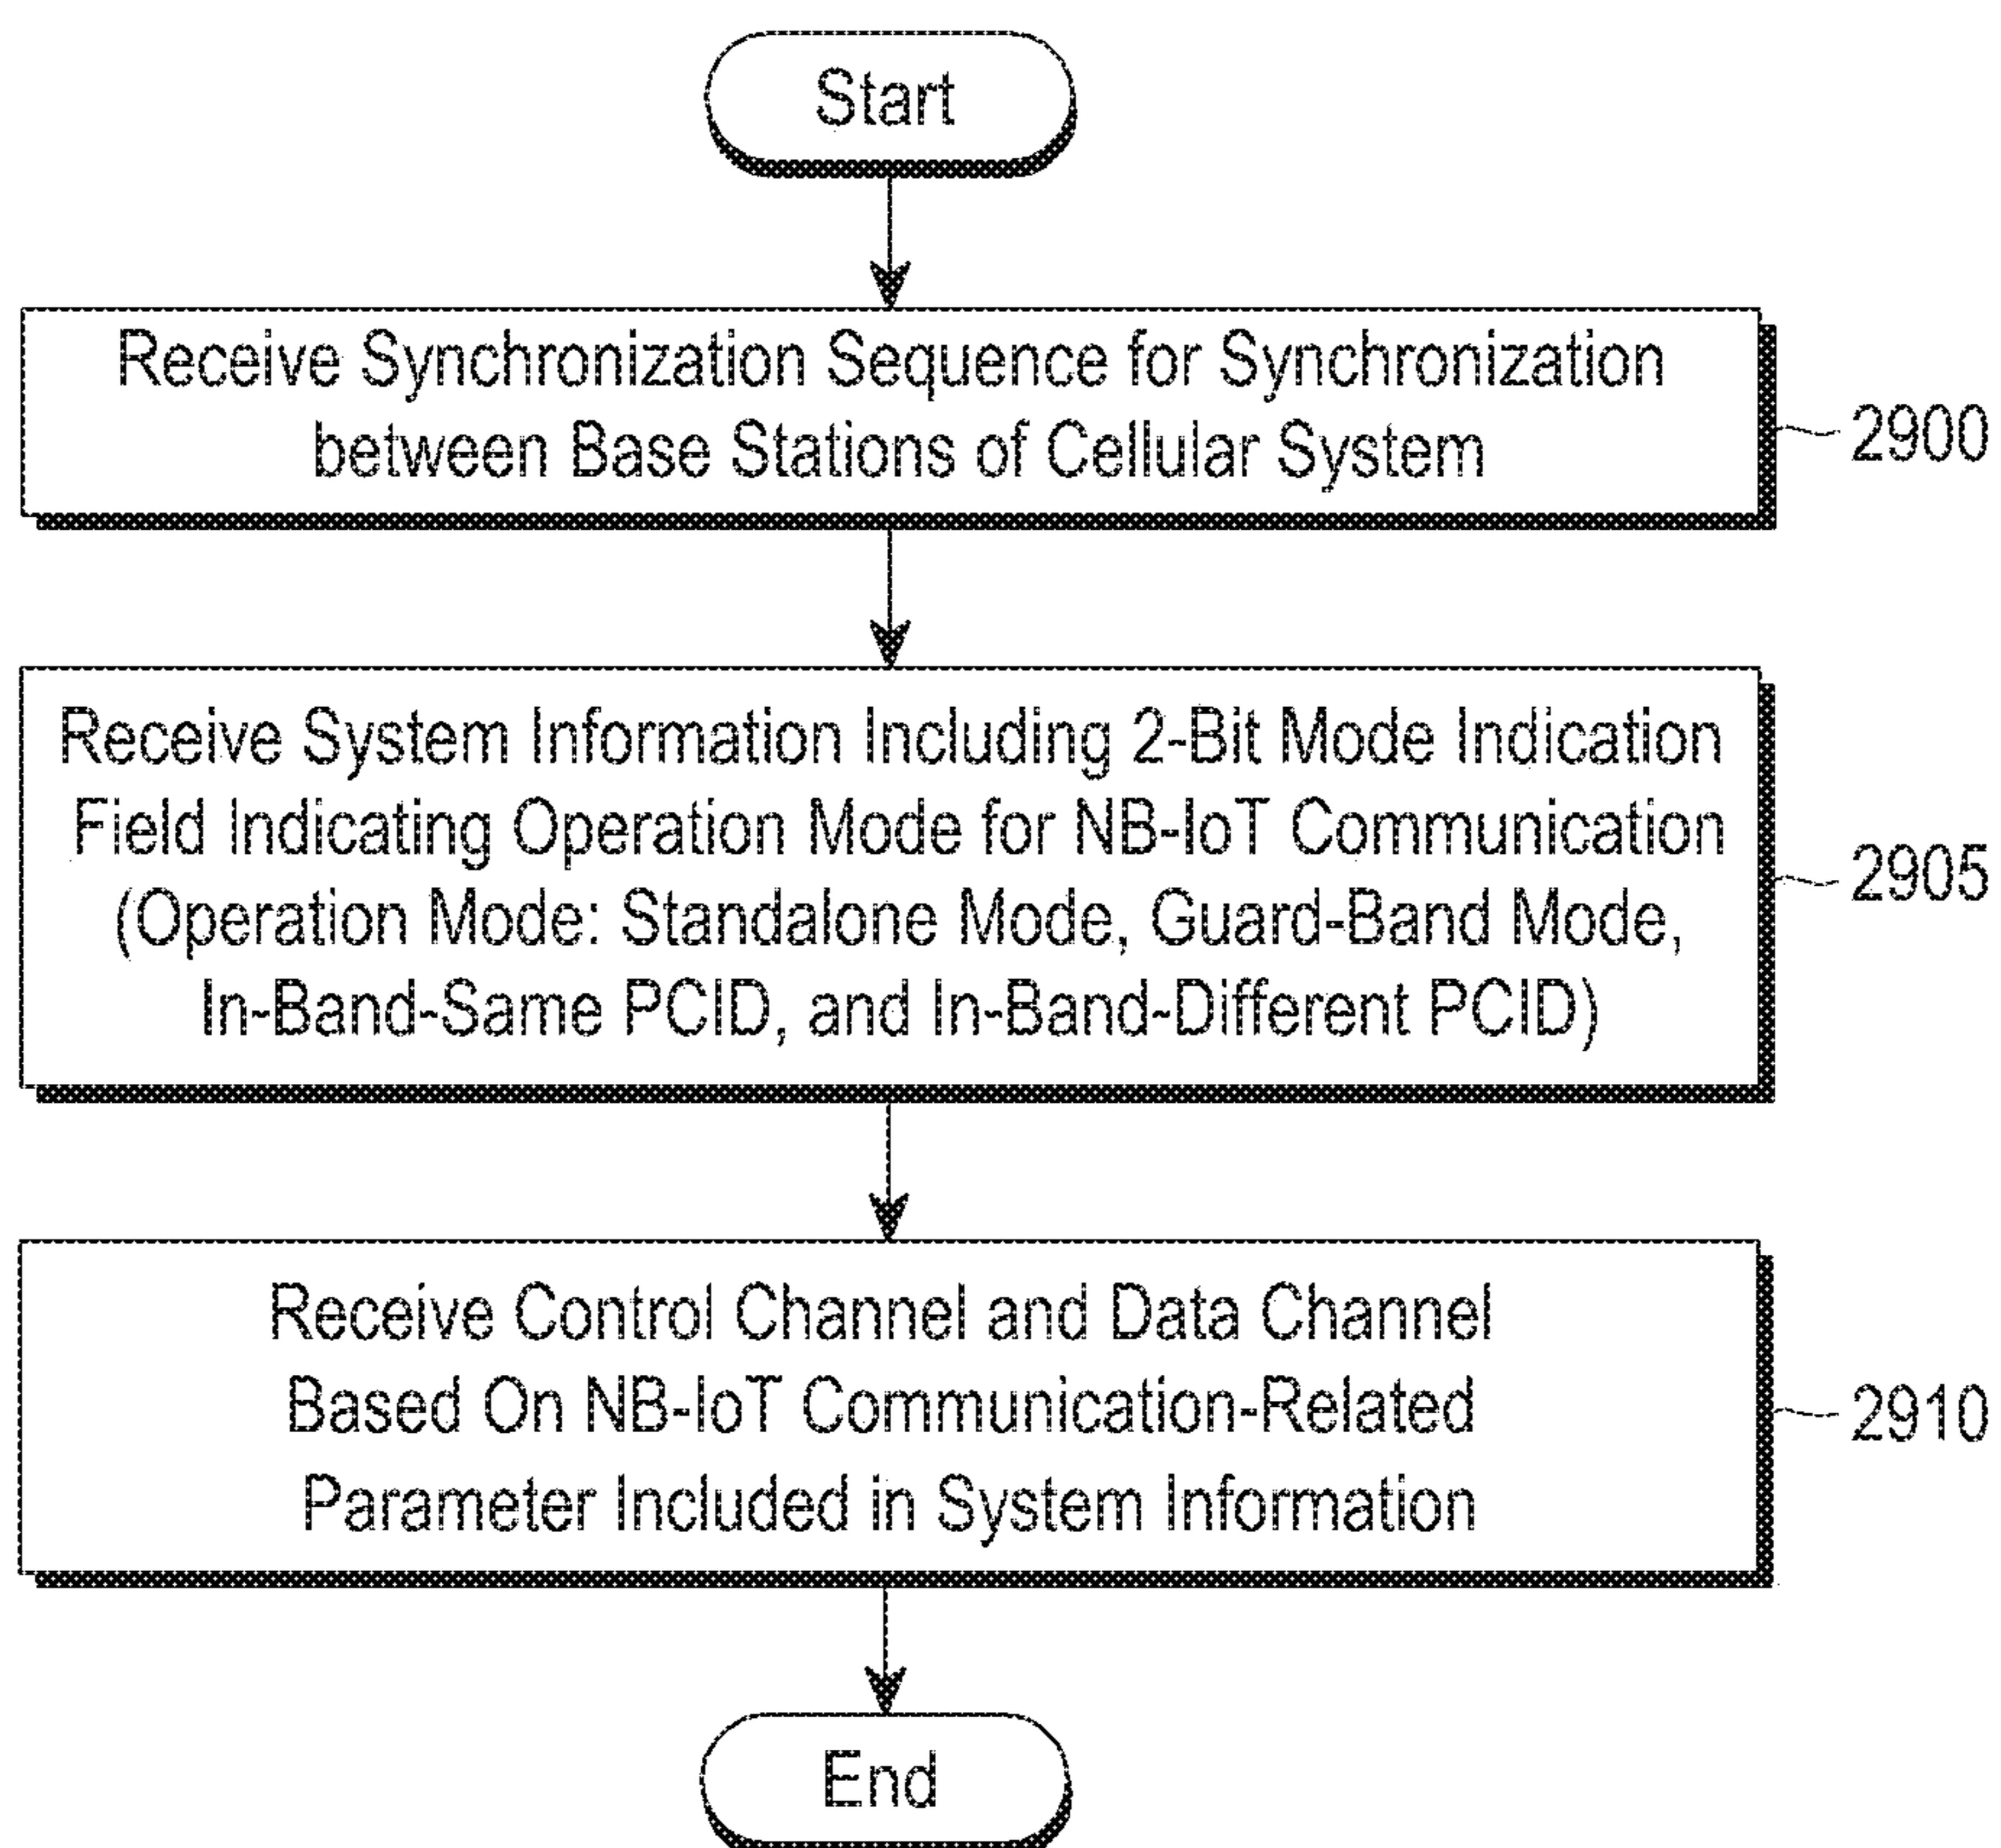 Start
Receive Synchronization Sequence for Synchronization
between Base Stations of Cellular System
2900
Receive System Information Including 2-Bit Mode Indication
Field Indicating Operation Mode for NB-IoT Communication
(Operation Mode: Standalone Mode, Guard-Band Mode,
In-Band-Same PCID, and In-Band-Different PCID)
2905
Receive Control Channel and Data Channel
Based On NB-IoT Communication-Related
Parameter Included in System Information
2910
End